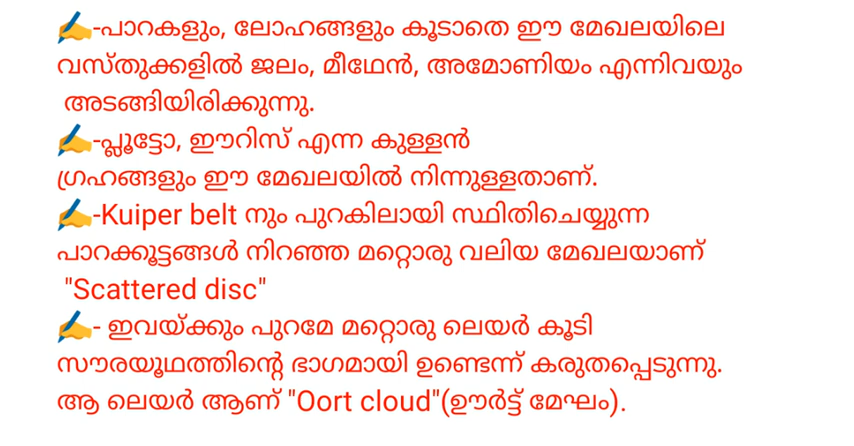 ✍️-പാറകളും, ലോഹങ്ങളും കൂടാതെ ഈ മേഖലയിലെ
വസ്തുക്കളിൽ ജലം, മീഥേൻ, അമോണിയം എന്നിവയും
അടങ്ങിയിരിക്കുന്നു.
✍️-പ്ലൂട്ടോ, ഈറിസ് എന്ന കുള്ളൻ
ഗ്രഹങ്ങളും ഈ മേഖലയിൽ നിന്നുള്ളതാണ്.
✍️-Kuiper belt നും പുറകിലായി സ്ഥിതിചെയ്യുന്ന
പാറക്കൂട്ടങ്ങൾ നിറഞ്ഞ മറ്റൊരു വലിയ മേഖലയാണ്
"Scattered disc"
✍️- ഇവയ്ക്കും പുറമേ മറ്റൊരു ലെയർ കൂടി
സൗരയൂഥത്തിന്റെ ഭാഗമായി ഉണ്ടെന്ന് കരുതപ്പെടുന്നു.
ആ ലെയർ ആണ് "Oort cloud"(ഊർട്ട് മേഘം).